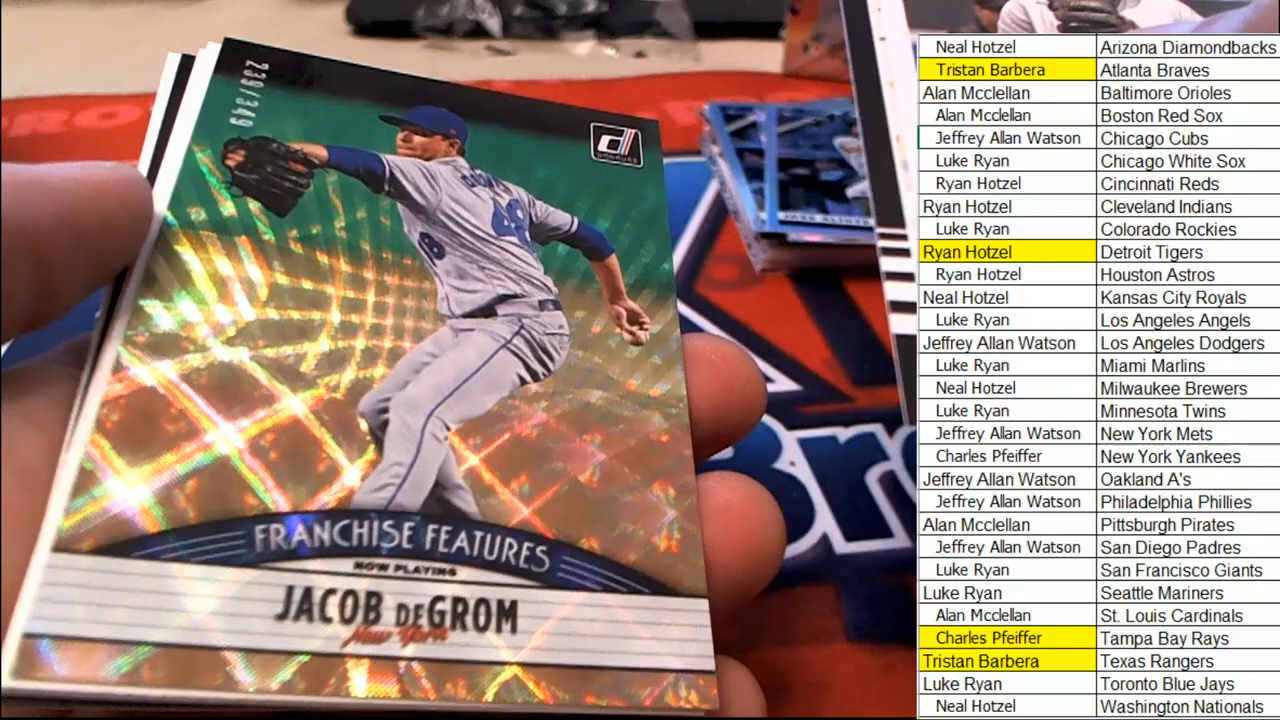 239/349
DONRUSS
48
FRANCHISE FEATURES
NOW PLAYING
JACOB DEGROM
New York
Neal Hotzel Arizona Diamondbacks
Tristan Barbera Atlanta Braves
Alan Mcclellan Baltimore Orioles
Alan Mcclellan Boston Red Sox
Jeffrey Allan Watson Chicago Cubs
Luke Ryan Chicago White Sox
Ryan Hotzel Cincinnati Reds
Ryan Hotzel Cleveland Indians
Luke Ryan Colorado Rockies
Ryan Hotzel Detroit Tigers
Ryan Hotzel Houston Astros
Neal Hotzel Kansas City Royals
Luke Ryan Los Angeles Angels
Jeffrey Allan Watson Los Angeles Dodgers
Luke Ryan Miami Marlins
Neal Hotzel Milwaukee Brewers
Luke Ryan Minnesota Twins
Jeffrey Allan Watson New York Mets
Charles Pfeiffer New York Yankees
Jeffrey Allan Watson Oakland A's
Jeffrey Allan Watson Philadelphia Phillies
Alan Mcclellan Pittsburgh Pirates
Jeffrey Allan Watson San Diego Padres
Luke Ryan San Francisco Giants
Luke Ryan Seattle Mariners
Alan Mcclellan St. Louis Cardinals
Charles Pfeiffer Tampa Bay Rays
Tristan Barbera Texas Rangers
Luke Ryan Toronto Blue Jays
Neal Hotzel Washington Nationals